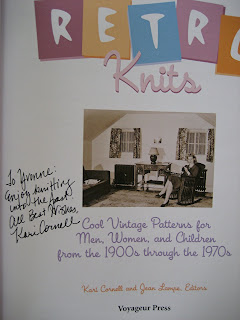 RETRO
Knits
To Yvonne:
Enjoy knitting
into the past.
All Best Wishes,
Kari Cornell
Cool Vintage Patterns for
Men, Women, and Children
from the 1900s through the 1970s
Kari Cornell and Jean Lampe, Editors
Voyageur Press